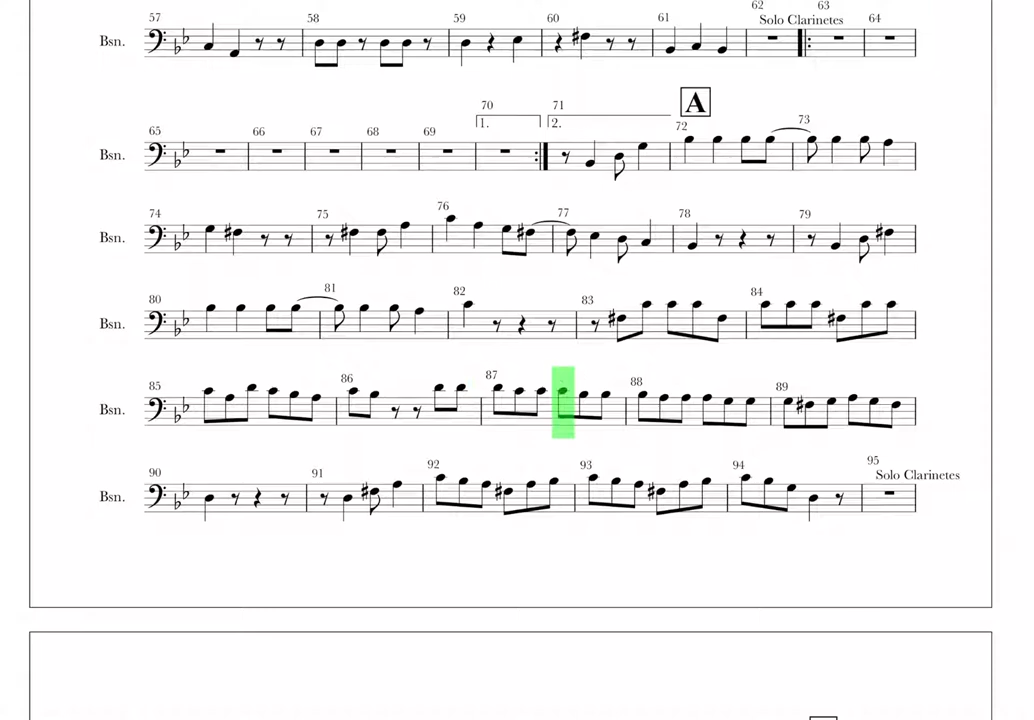 57 58 59 60 61 62 63 64
Solo Clarinetes
Bsn.
65 66 67 68 69 70 71 72 73
1. 2. A
Bsn.
74 75 76 77 78 79
Bsn.
80 81 82 83 84
Bsn.
85 86 87 88 89
Bsn.
90 91 92 93 94 95
Solo Clarinetes
Bsn.